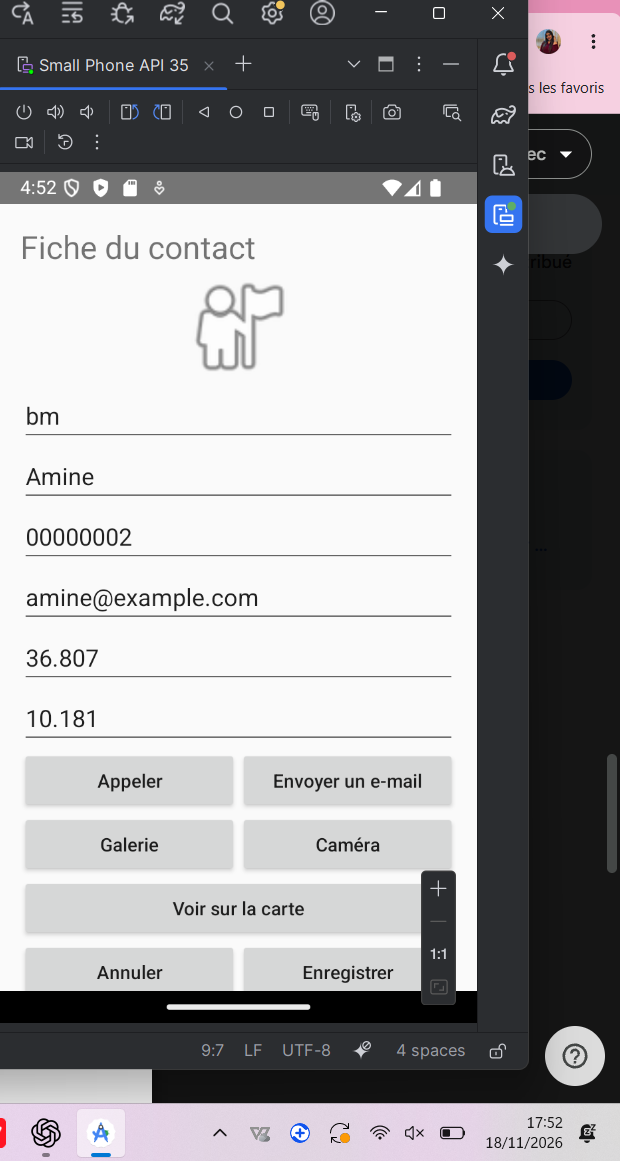 Small Phone API 35
s les favoris
4:52
ec
Fiche du contact
ribué
bm
Amine
00000002
amine@example.com
...
36.807
10.181
Appeler Envoyer un e-mail
Galerie Caméra
Voir sur la carte
1:1
Annuler Enregistrer
9:7 LF UTF-8 4 spaces
17:52
18/11/2026